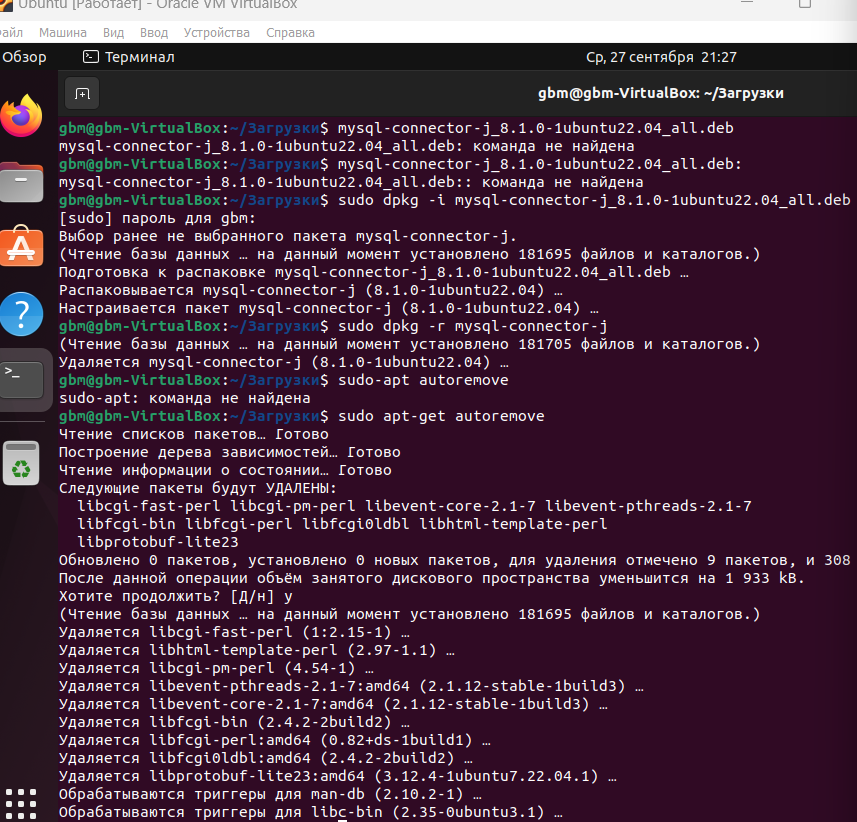 Ubuntu [Работает] - Oracle VM VirtualBox
айл Машина Вид Ввод Устройства Справка
Обзор Терминал Ср, 27 сентября 21:27
gbm@gbm-VirtualBox: ~/Загрузки
gbm@gbm-VirtualBox:~/Загрузки$ mysql-connector-j_8.1.0-1ubuntu22.04_all.deb
mysql-connector-j_8.1.0-1ubuntu22.04_all.deb: команда не найдена
gbm@gbm-VirtualBox:~/Загрузки$ mysql-connector-j_8.1.0-1ubuntu22.04_all.deb:
mysql-connector-j_8.1.0-1ubuntu22.04_all.deb:: команда не найдена
gbm@gbm-VirtualBox:~/Загрузки$ sudo dpkg -i mysql-connector-j_8.1.0-1ubuntu22.04_all.deb
[sudo] пароль для gbm:
Выбор ранее не выбранного пакета mysql-connector-j.
(Чтение базы данных … на данный момент установлено 181695 файлов и каталогов.)
Подготовка к распаковке mysql-connector-j_8.1.0-1ubuntu22.04_all.deb …
Распаковывается mysql-connector-j (8.1.0-1ubuntu22.04) …
Настраивается пакет mysql-connector-j (8.1.0-1ubuntu22.04) …
gbm@gbm-VirtualBox:~/Загрузки$ sudo dpkg -r mysql-connector-j
(Чтение базы данных … на данный момент установлено 181705 файлов и каталогов.)
Удаляется mysql-connector-j (8.1.0-1ubuntu22.04) …
gbm@gbm-VirtualBox:~/Загрузки$ sudo-apt autoremove
sudo-apt: команда не найдена
gbm@gbm-VirtualBox:~/Загрузки$ sudo apt-get autoremove
Чтение списков пакетов… Готово
Построение дерева зависимостей… Готово
Чтение информации о состоянии… Готово
Следующие пакеты будут УДАЛЕНЫ:
libcgi-fast-perl libcgi-pm-perl libevent-core-2.1-7 libevent-pthreads-2.1-7
libfcgi-bin libfcgi-perl libfcgi0ldbl libhtml-template-perl
libprotobuf-lite23
Обновлено 0 пакетов, установлено 0 новых пакетов, для удаления отмечено 9 пакетов, и 308
После данной операции объём занятого дискового пространства уменьшится на 1 933 kB.
Хотите продолжить? [Д/н] y
(Чтение базы данных … на данный момент установлено 181695 файлов и каталогов.)
Удаляется libcgi-fast-perl (1:2.15-1) …
Удаляется libhtml-template-perl (2.97-1.1) …
Удаляется libcgi-pm-perl (4.54-1) …
Удаляется libevent-pthreads-2.1-7:amd64 (2.1.12-stable-1build3) …
Удаляется libevent-core-2.1-7:amd64 (2.1.12-stable-1build3) …
Удаляется libfcgi-bin (2.4.2-2build2) …
Удаляется libfcgi-perl:amd64 (0.82+ds-1build1) …
Удаляется libfcgi0ldbl:amd64 (2.4.2-2build2) …
Удаляется libprotobuf-lite23:amd64 (3.12.4-1ubuntu7.22.04.1) …
Обрабатываются триггеры для man-db (2.10.2-1) …
Обрабатываются триггеры для libc-bin (2.35-0ubuntu3.1) …